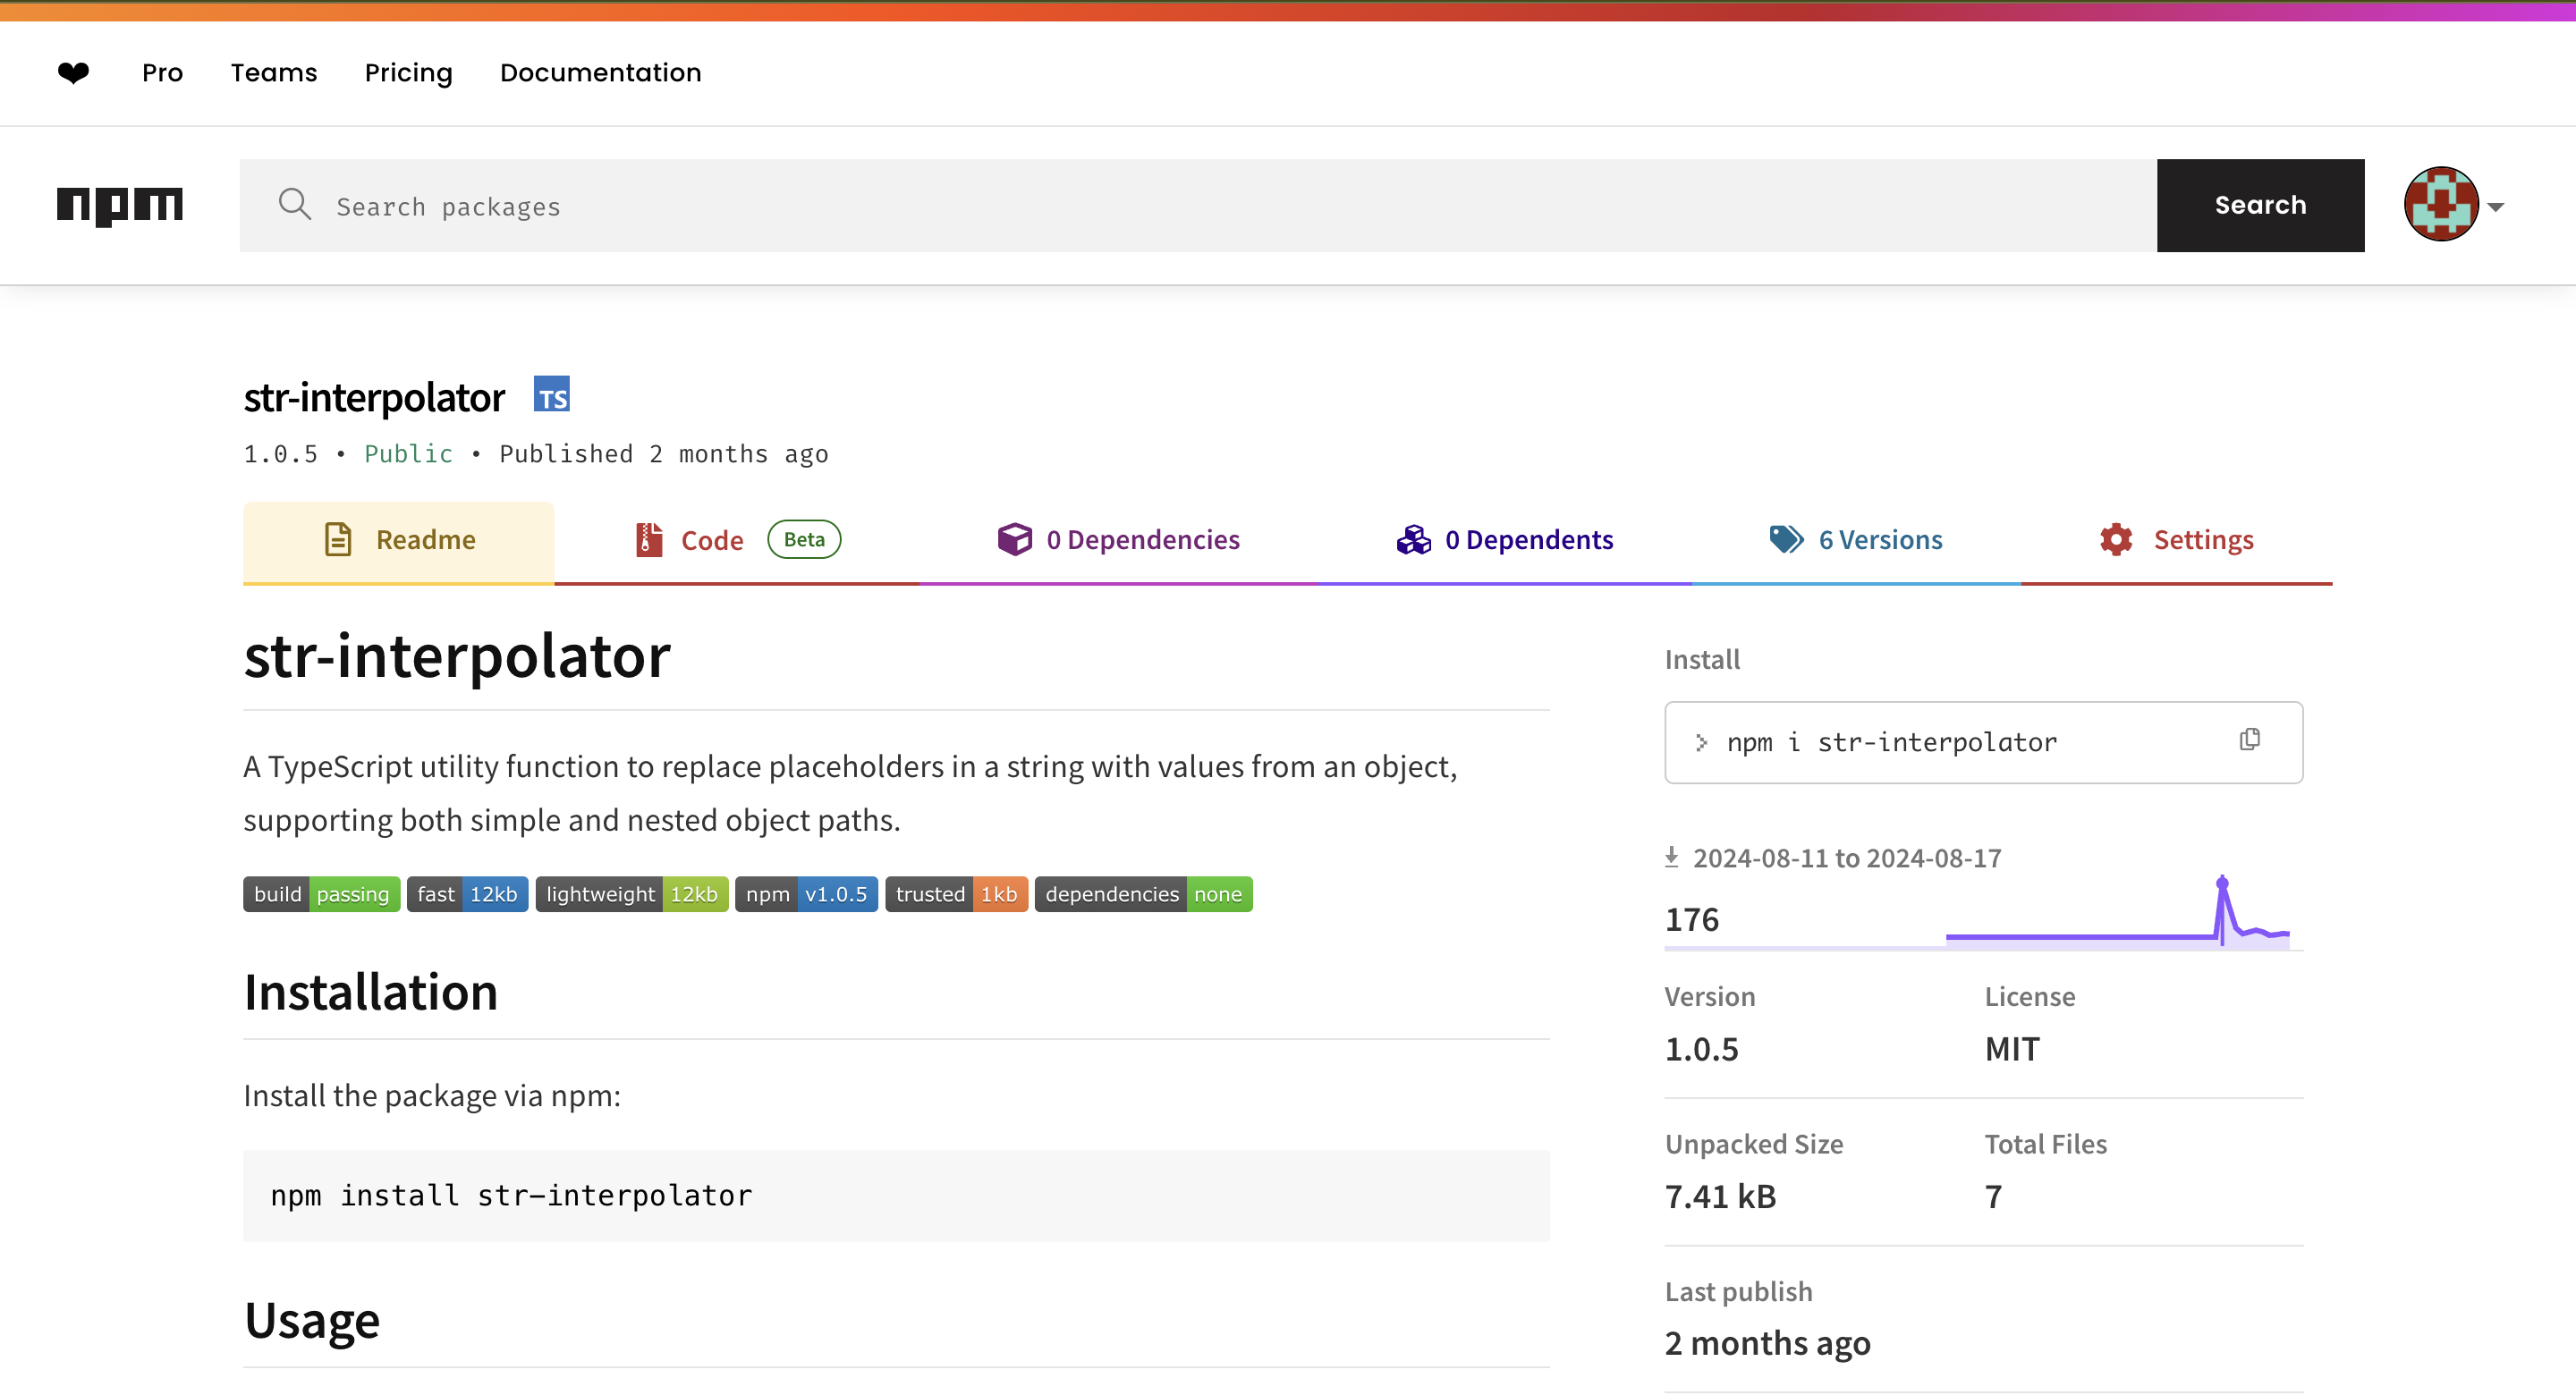 ❤ Pro Teams Pricing Documentation
npm Search packages Search
str-interpolator TS
1.0.5 • Public • Published 2 months ago
Readme Code Beta 0 Dependencies 0 Dependents 6 Versions Settings
str-interpolator
A TypeScript utility function to replace placeholders in a string with values from an object,
supporting both simple and nested object paths.
build passing fast 12kb lightweight 12kb npm v1.0.5 trusted 1kb dependencies none
Installation
Install the package via npm:
npm install str-interpolator
Usage
Install
> npm i str-interpolator
2024-08-11 to 2024-08-17
176
Version License
1.0.5 MIT
Unpacked Size Total Files
7.41 kB 7
Last publish
2 months ago